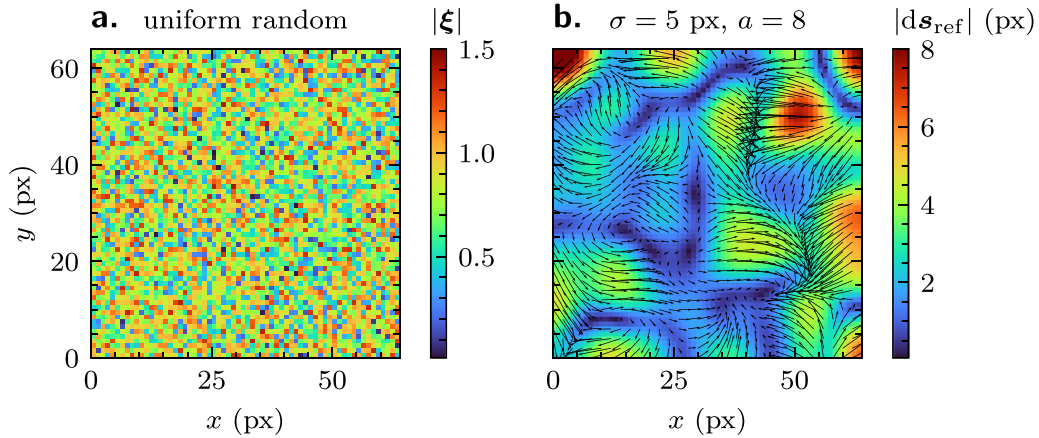 a. uniform random
|ξ|
1.5
1.0
0.5
60
40
20
0
y (px)
0 25 50
x (px)
b. σ = 5 px, a = 8
|ds_ref| (px)
8
6
4
2
0 25 50
x (px)